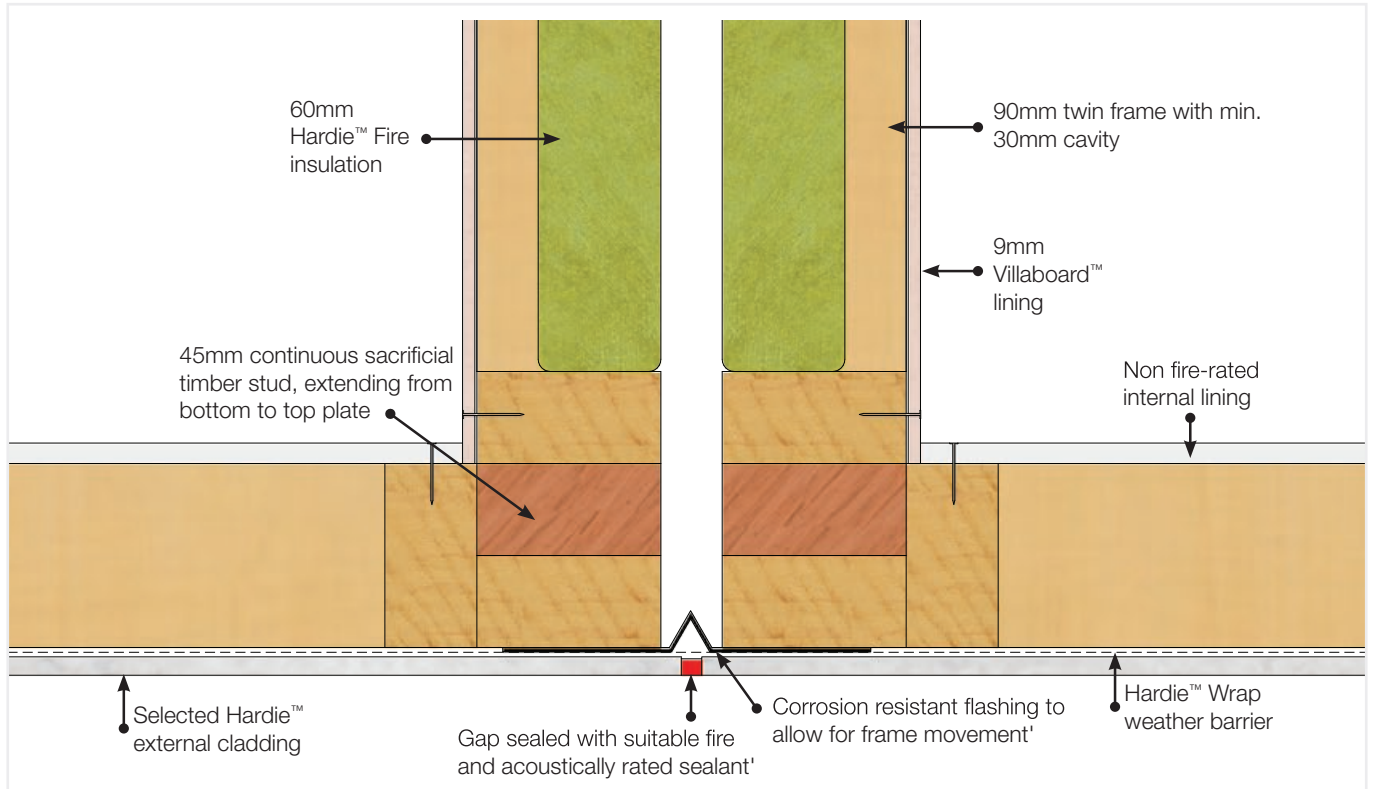 60mm
Hardie™ Fire
insulation
90mm twin frame with min.
30mm cavity
9mm
Villaboard™
lining
45mm continuous sacrificial
timber stud, extending from
bottom to top plate
Non fire-rated
internal lining
Selected Hardie™
external cladding
Gap sealed with suitable fire
and acoustically rated sealant'
Corrosion resistant flashing to
allow for frame movement'
Hardie™ Wrap
weather barrier